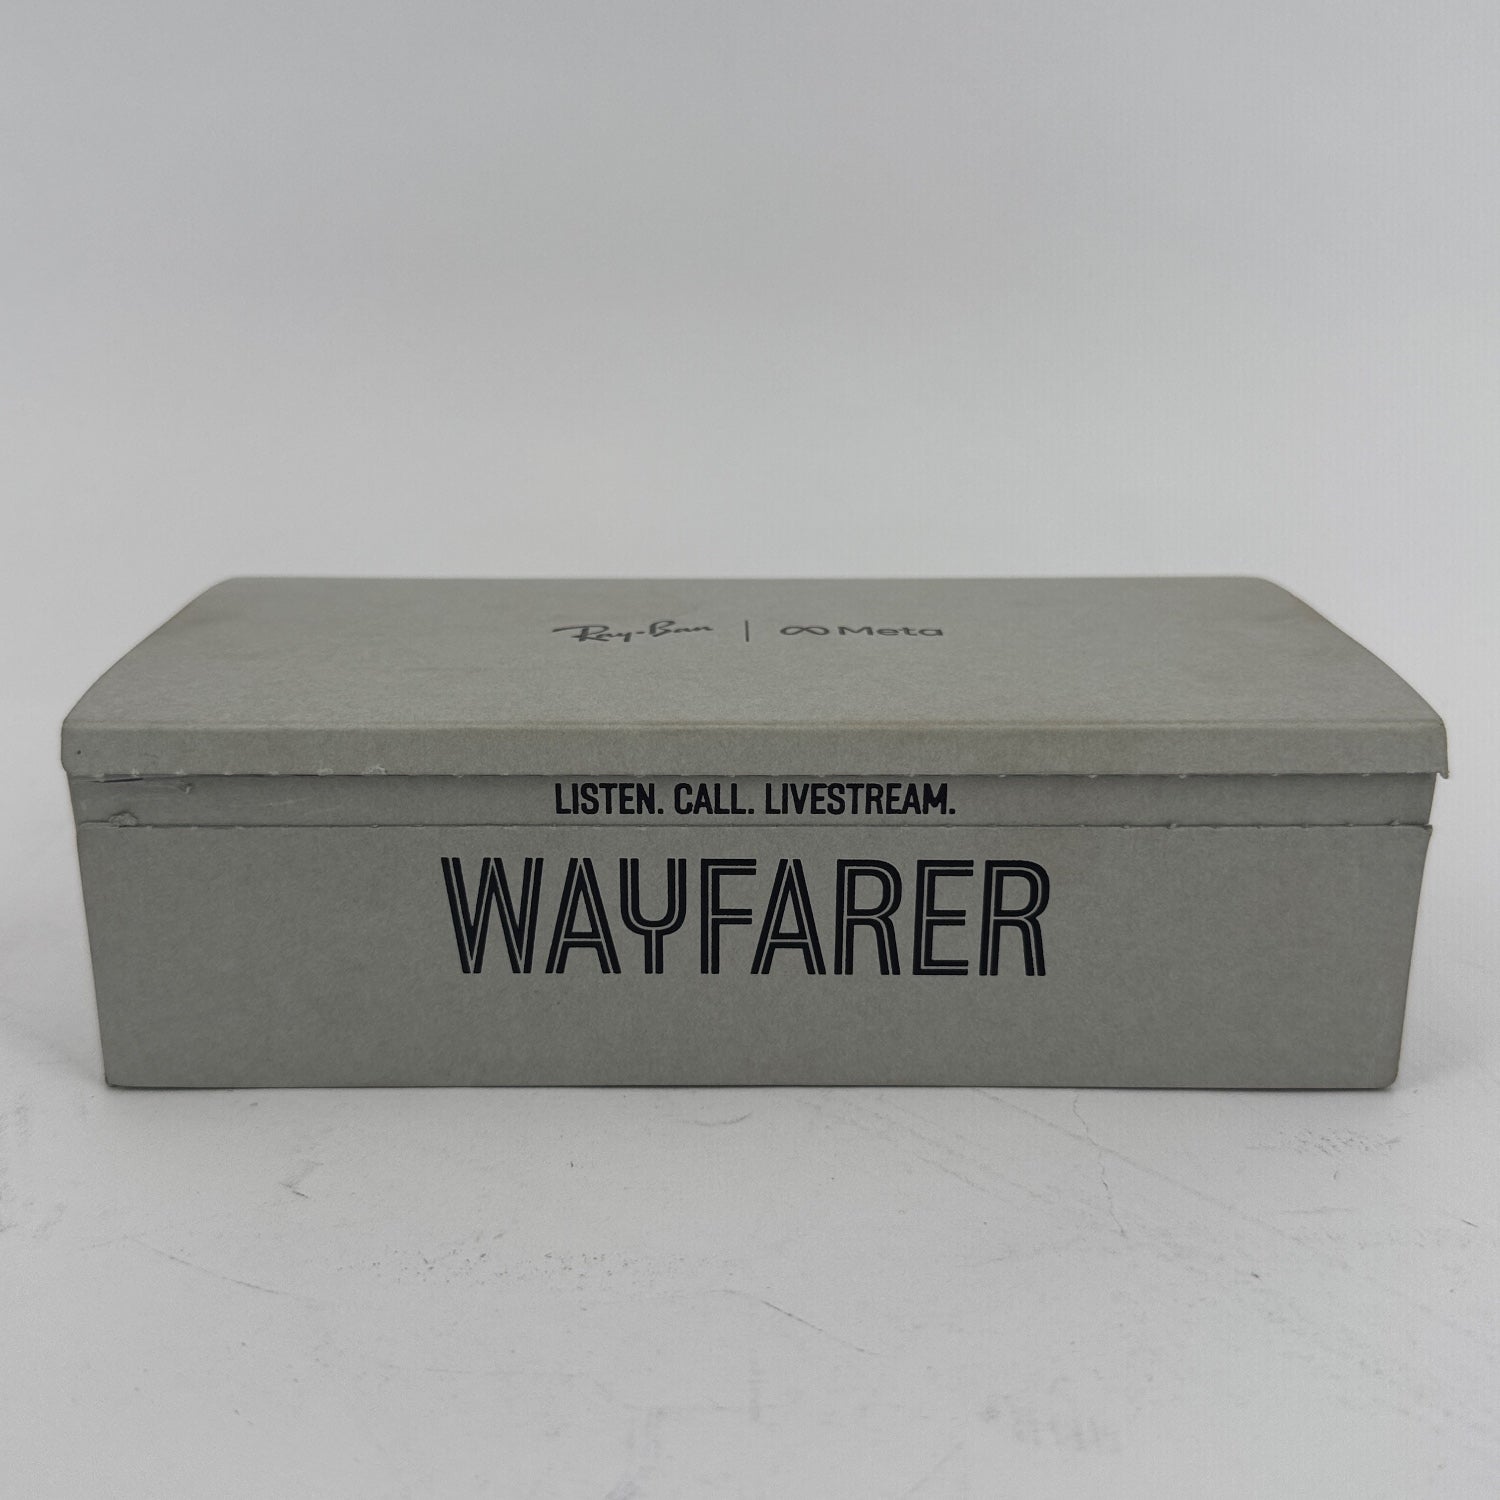 Ray-Ban | ∞ Meta
LISTEN. CALL. LIVESTREAM.
WAYFARER